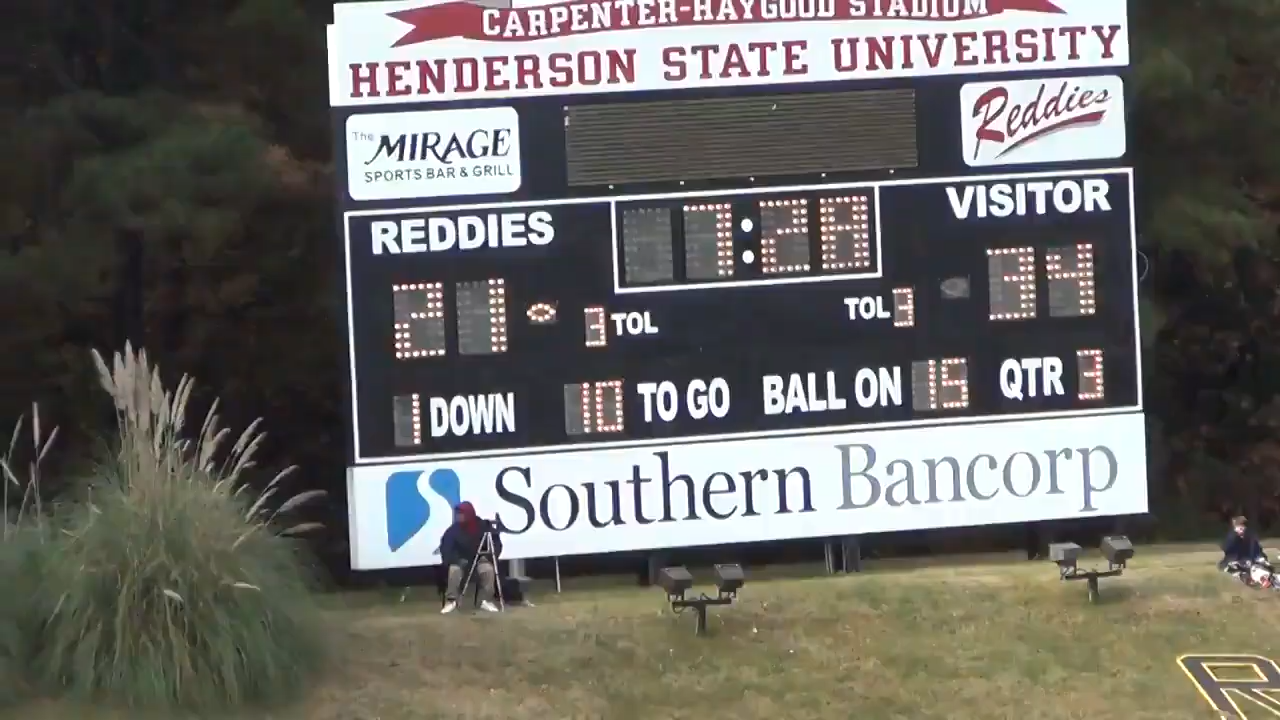 CARPENTER-HAYGOOD STADIUM
HENDERSON STATE UNIVERSITY
The MIRAGE
SPORTS BAR & GRILL
Reddies
REDDIES
7:28
VISITOR
21
3 TOL
TOL 3
34
1 DOWN
10 TO GO
BALL ON 15
QTR 3
Southern Bancorp
R